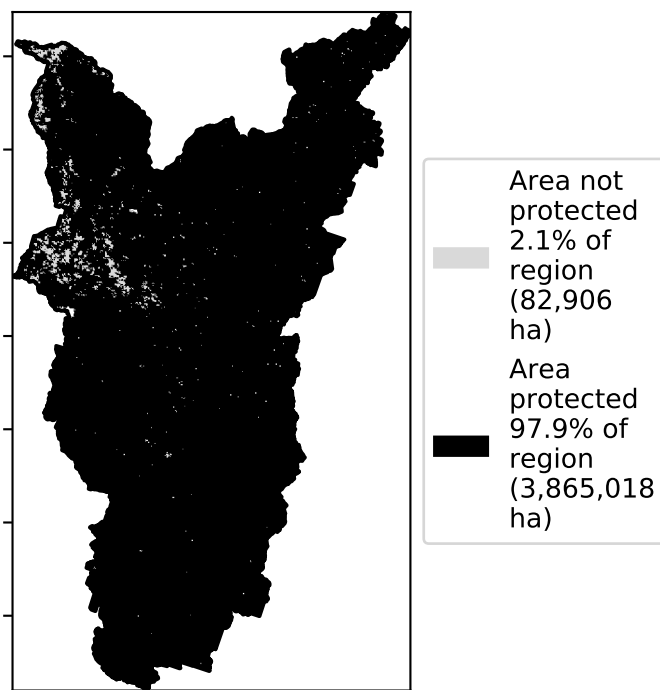 Area not
protected
2.1% of
region
(82,906
ha)
Area
protected
97.9% of
region
(3,865,018
ha)